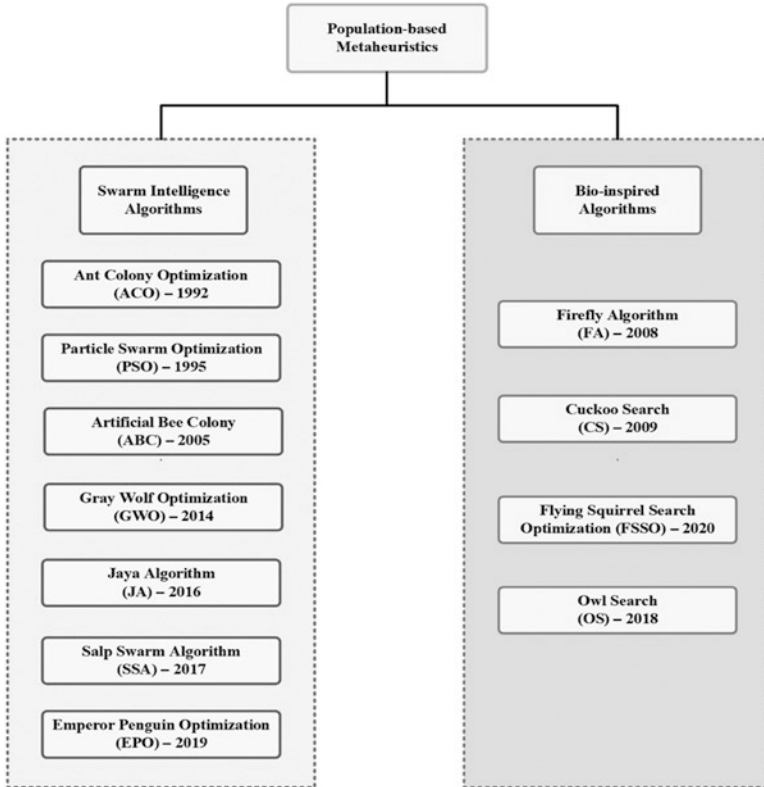 Population-based
Metaheuristics
Swarm Intelligence
Algorithms
Ant Colony Optimization
(ACO) – 1992
Particle Swarm Optimization
(PSO) – 1995
Artificial Bee Colony
(ABC) – 2005
Gray Wolf Optimization
(GWO) – 2014
Jaya Algorithm
(JA) – 2016
Salp Swarm Algorithm
(SSA) – 2017
Emperor Penguin Optimization
(EPO) – 2019
Bio-inspired
Algorithms
Firefly Algorithm
(FA) – 2008
Cuckoo Search
(CS) – 2009
Flying Squirrel Search
Optimization (FSSO) – 2020
Owl Search
(OS) – 2018